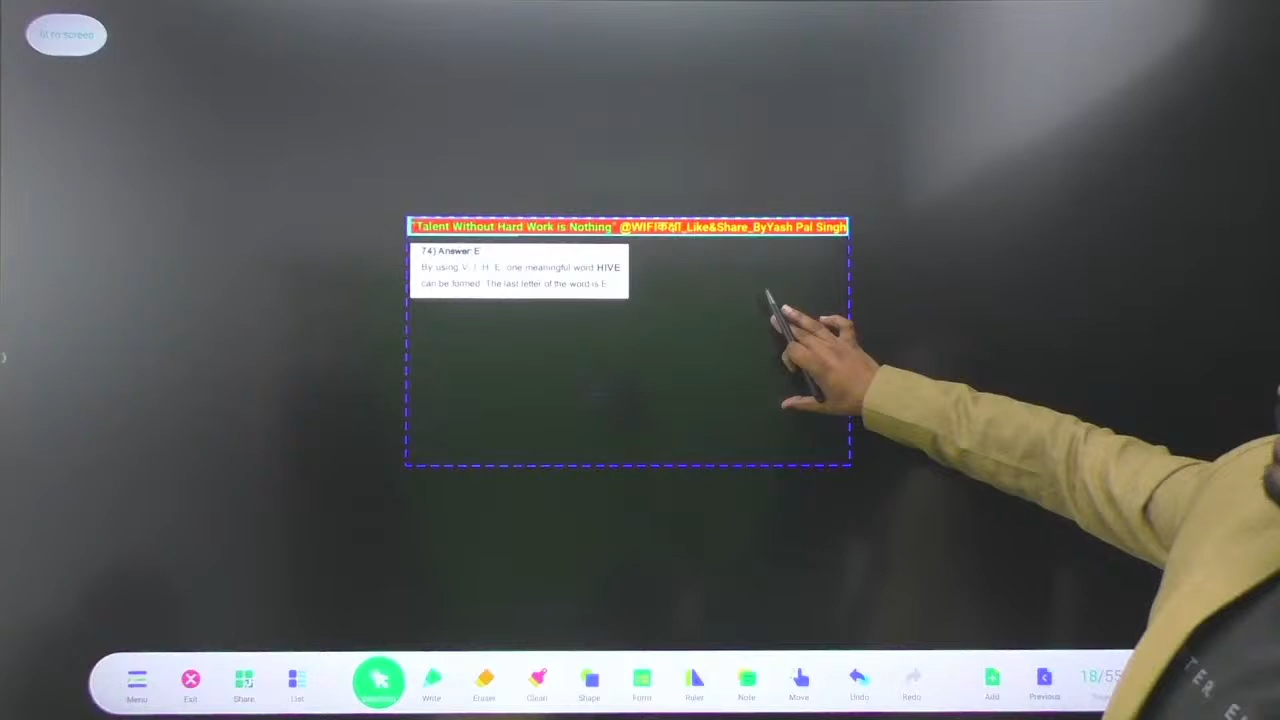 "Talent Without Hard Work is Nothing" @WIFIकक्षा_Like&Share_ByYash Pal Singh
74) Answer E
By using V I H E, one meaningful word HIVE
can be formed. The last letter of the word is E
Menu
Exit
Share
List
Write
Eraser
Clean
Shape
Form
Ruler
Note
Move
Undo
Redo
Add
Previous
18/55
TER